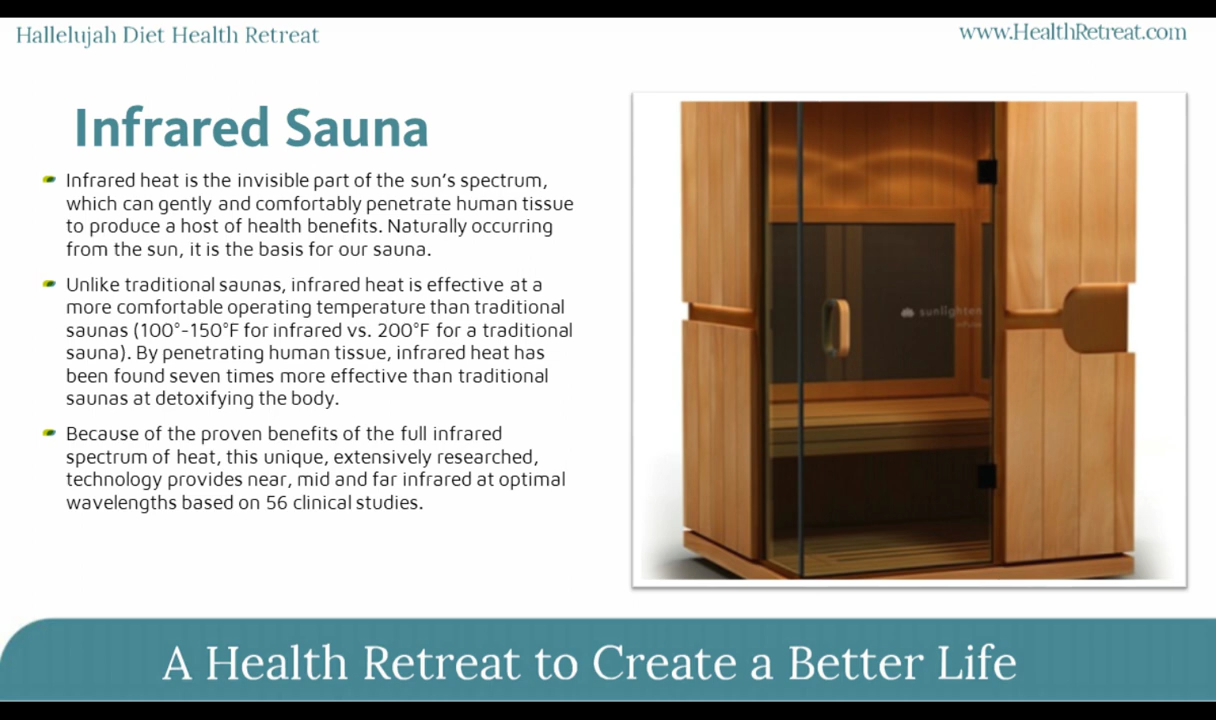 Hallelujah Diet Health Retreat
www.HealthRetreat.com
Infrared Sauna
Infrared heat is the invisible part of the sun's spectrum,
which can gently and comfortably penetrate human tissue
to produce a host of health benefits. Naturally occurring
from the sun, it is the basis for our sauna.
Unlike traditional saunas, infrared heat is effective at a
more comfortable operating temperature than traditional
saunas (100°-150°F for infrared vs. 200°F for a traditional
sauna). By penetrating human tissue, infrared heat has
been found seven times more effective than traditional
saunas at detoxifying the body.
Because of the proven benefits of the full infrared
spectrum of heat, this unique, extensively researched,
technology provides near, mid and far infrared at optimal
wavelengths based on 56 clinical studies.
sunlighten
A Health Retreat to Create a Better Life